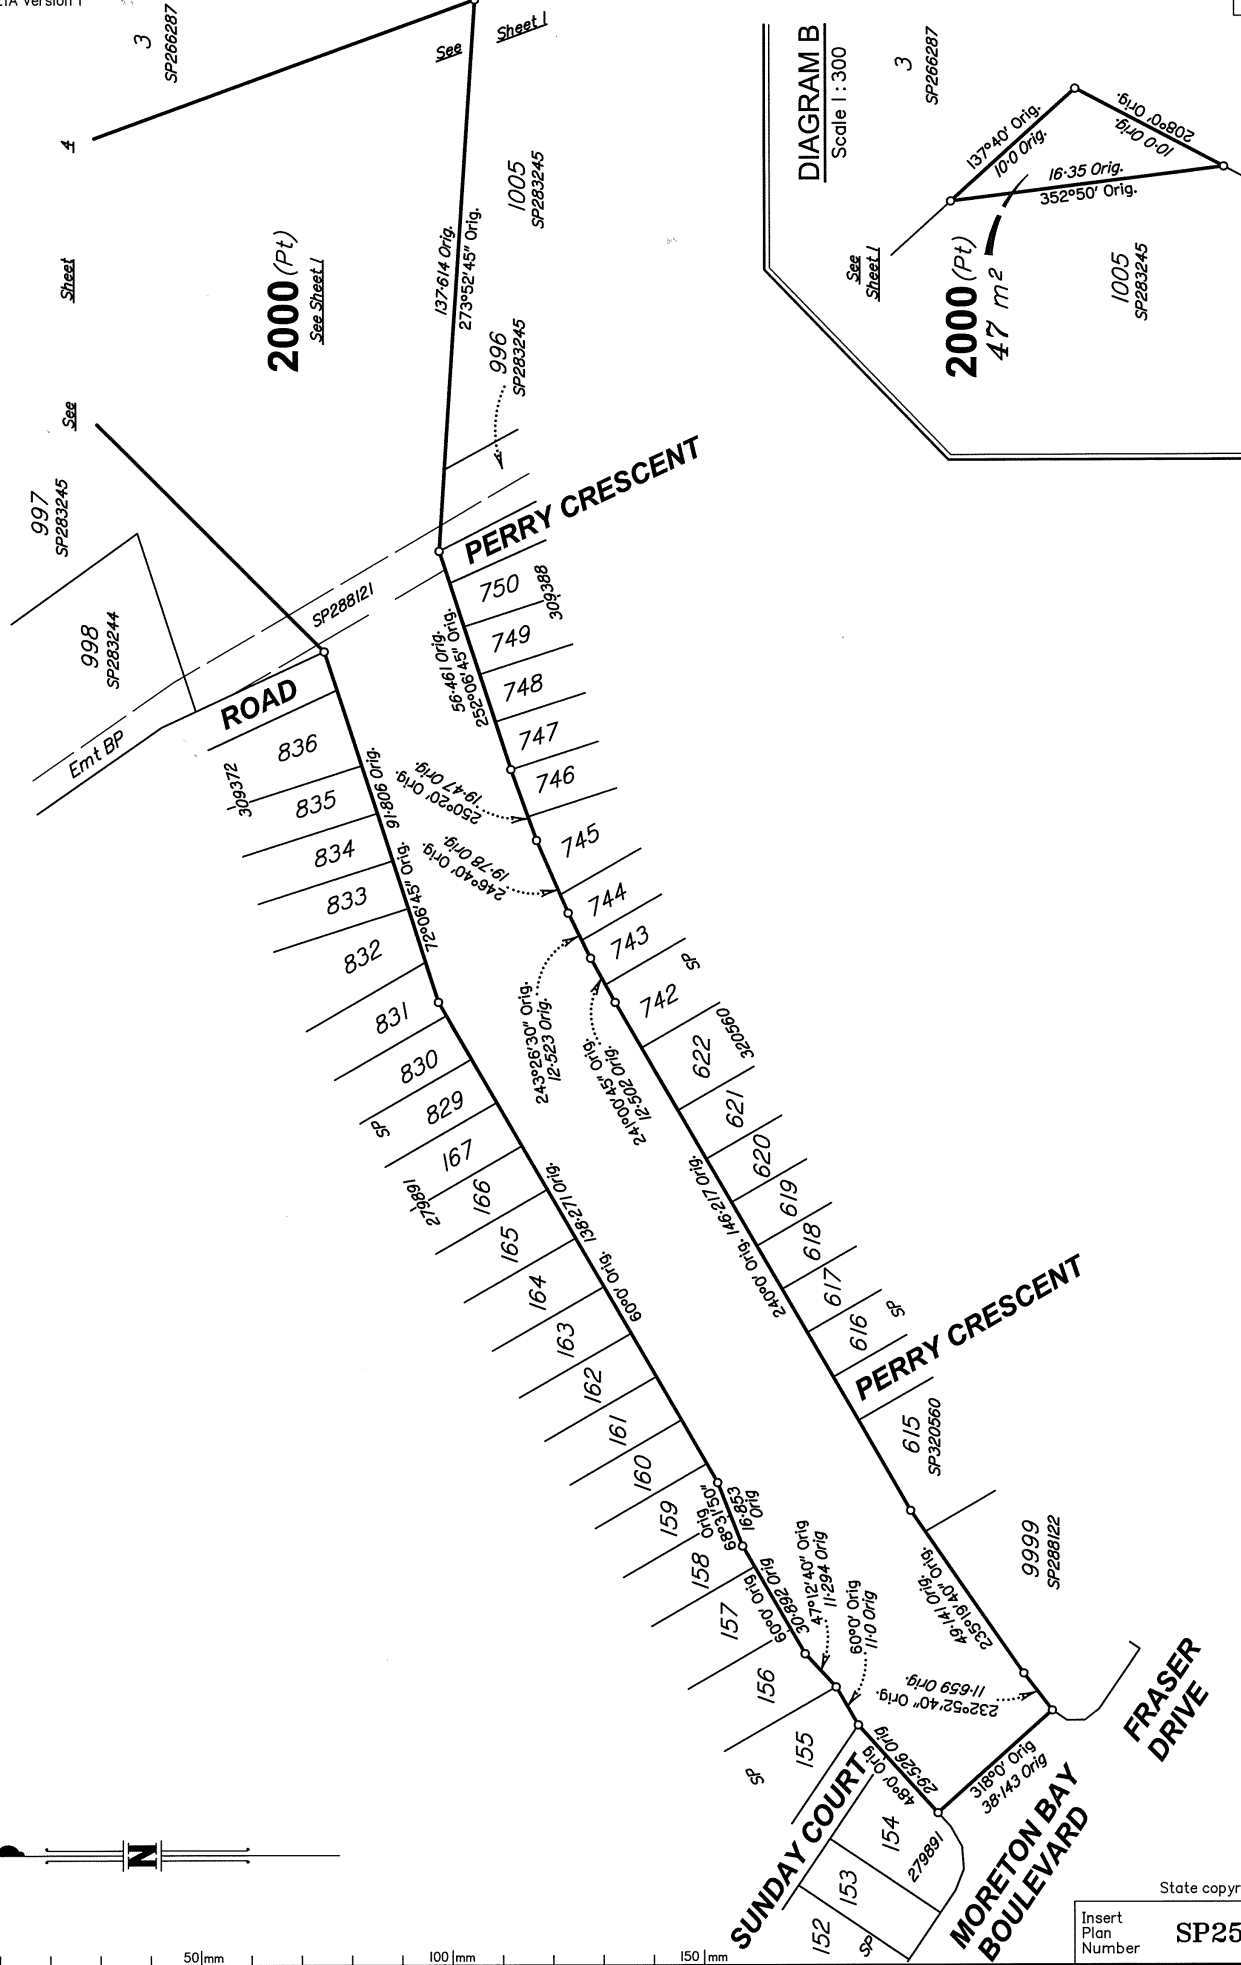 3
SP266287
4
See
Sheet 1
See
Sheet
2000 (Pt)
See Sheet 1
137·614 Orig.
273°52'45" Orig.
1005
SP283245
996
SP283245
997
SP283245
998
SP283244
SP288121
Emt BP
ROAD
PERRY CRESCENT
DIAGRAM B
Scale 1:300
3
SP266287
137°40' Orig.
10·0 Orig.
208°0' Orig.
10·0 Orig.
16·35 Orig.
352°50' Orig.
See
Sheet 1
2000 (Pt)
47 m²
1005
SP283245
750
309388
749
748
747
746
745
744
743
SP
742
56·461 Orig.
252°06'45" Orig.
250°20' Orig.
19·47 Orig.
246°40' Orig.
19·78 Orig.
243°26'30" Orig.
12·523 Orig.
241°00'45" Orig.
12·502 Orig.
836
309372
835
834
833
832
831
830
829
SP
72°06'45" Orig. 91·806 Orig.
167
279891
166
165
164
163
162
161
160
159
158
157
156
155
SP
60°0' Orig. 138·271 Orig.
622
320560
621
620
619
618
617
616
SP
240°0' Orig. 146·217 Orig.
PERRY CRESCENT
615
SP320560
9999
SP288122
Orig
68°31'50"
16·853
Orig
60°0' Orig
30·892 Orig
47°12'40" Orig
11·294 Orig
60°0' Orig
11·0 Orig
49·141 Orig.
235°19'40" Orig.
232°52'40" Orig.
11·659 Orig.
48°0' Orig
29·526 Orig
318°0' Orig
38·143 Orig
SUNDAY COURT
154
153
152
SP
279891
MORETON BAY
BOULEVARD
FRASER
DRIVE
N
50 mm
100 mm
150 mm
State copyr
Insert
Plan
Number
SP25